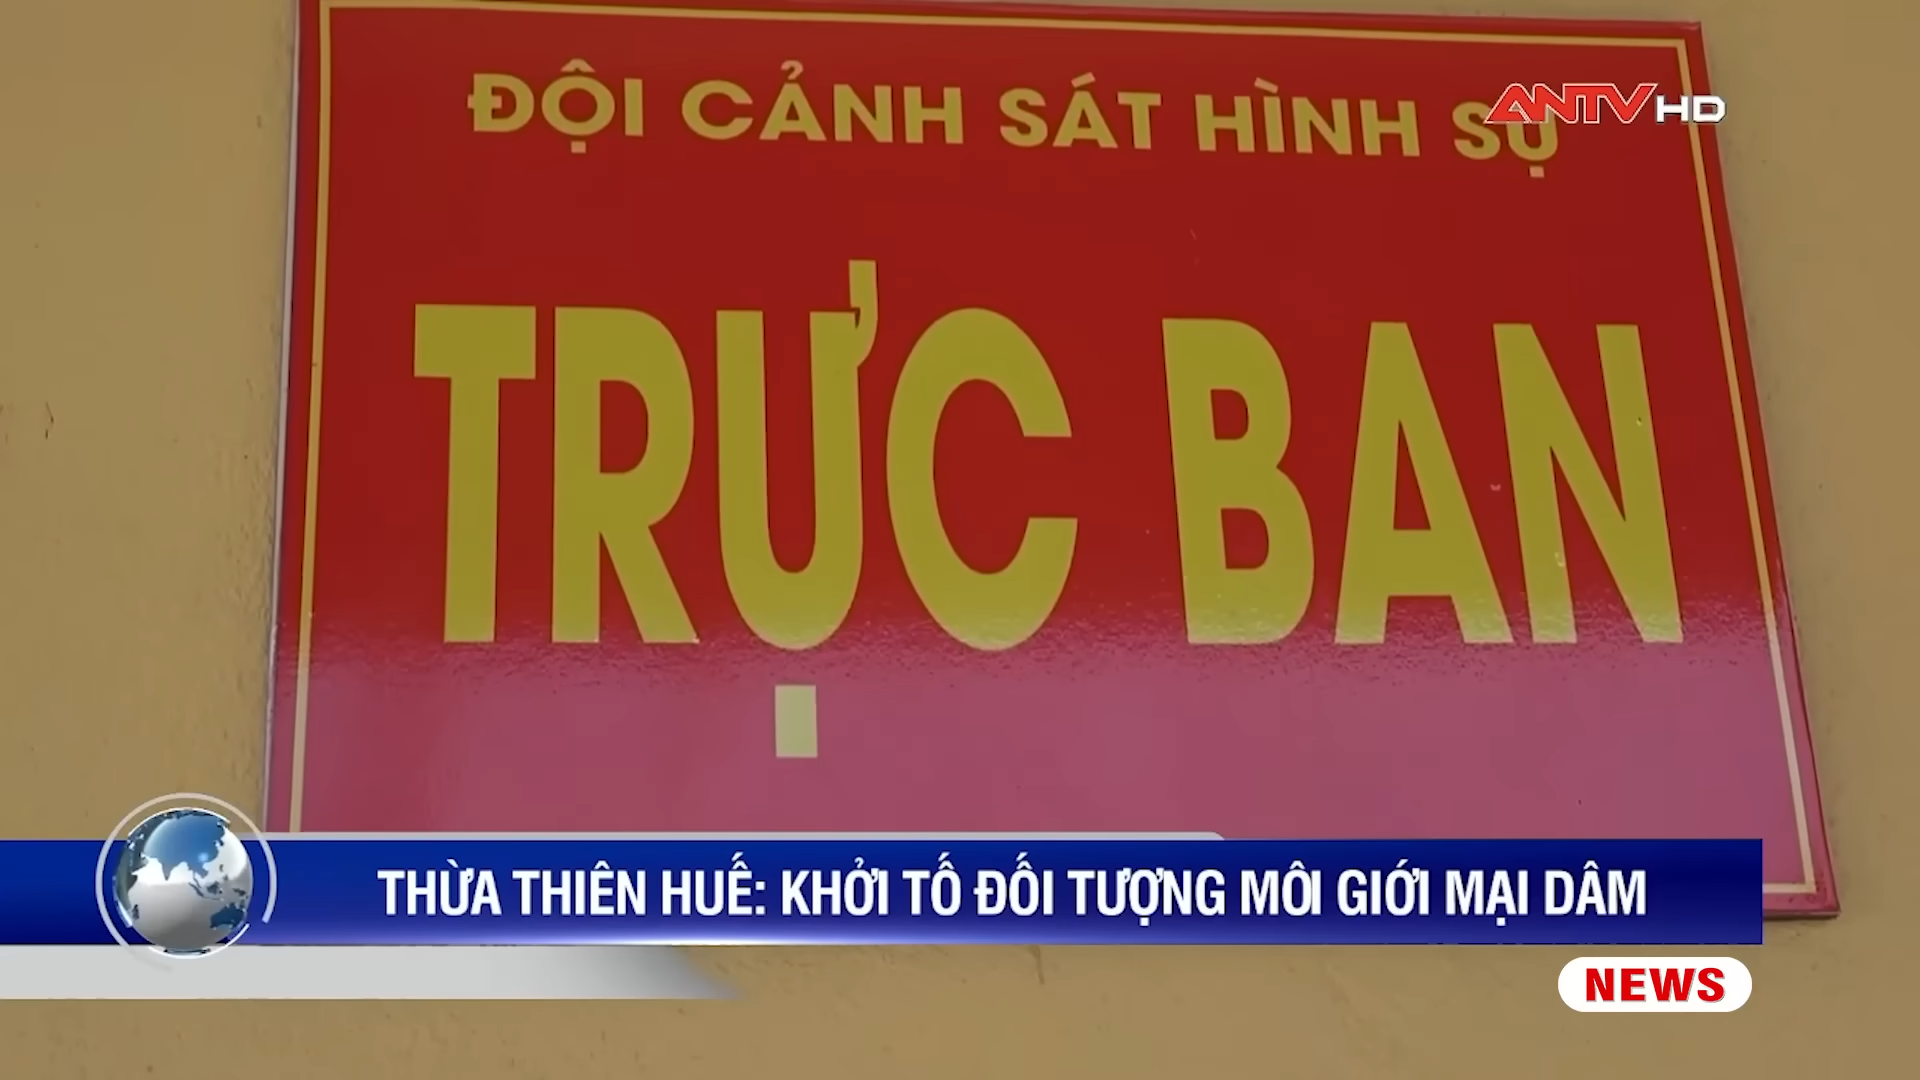 ĐỘI CẢNH SÁT HÌNH SỰ
ANTV HD
TRỰC BAN
THỪA THIÊN HUẾ: KHỞI TỐ ĐỐI TƯỢNG MÔI GIỚI MẠI DÂM
NEWS